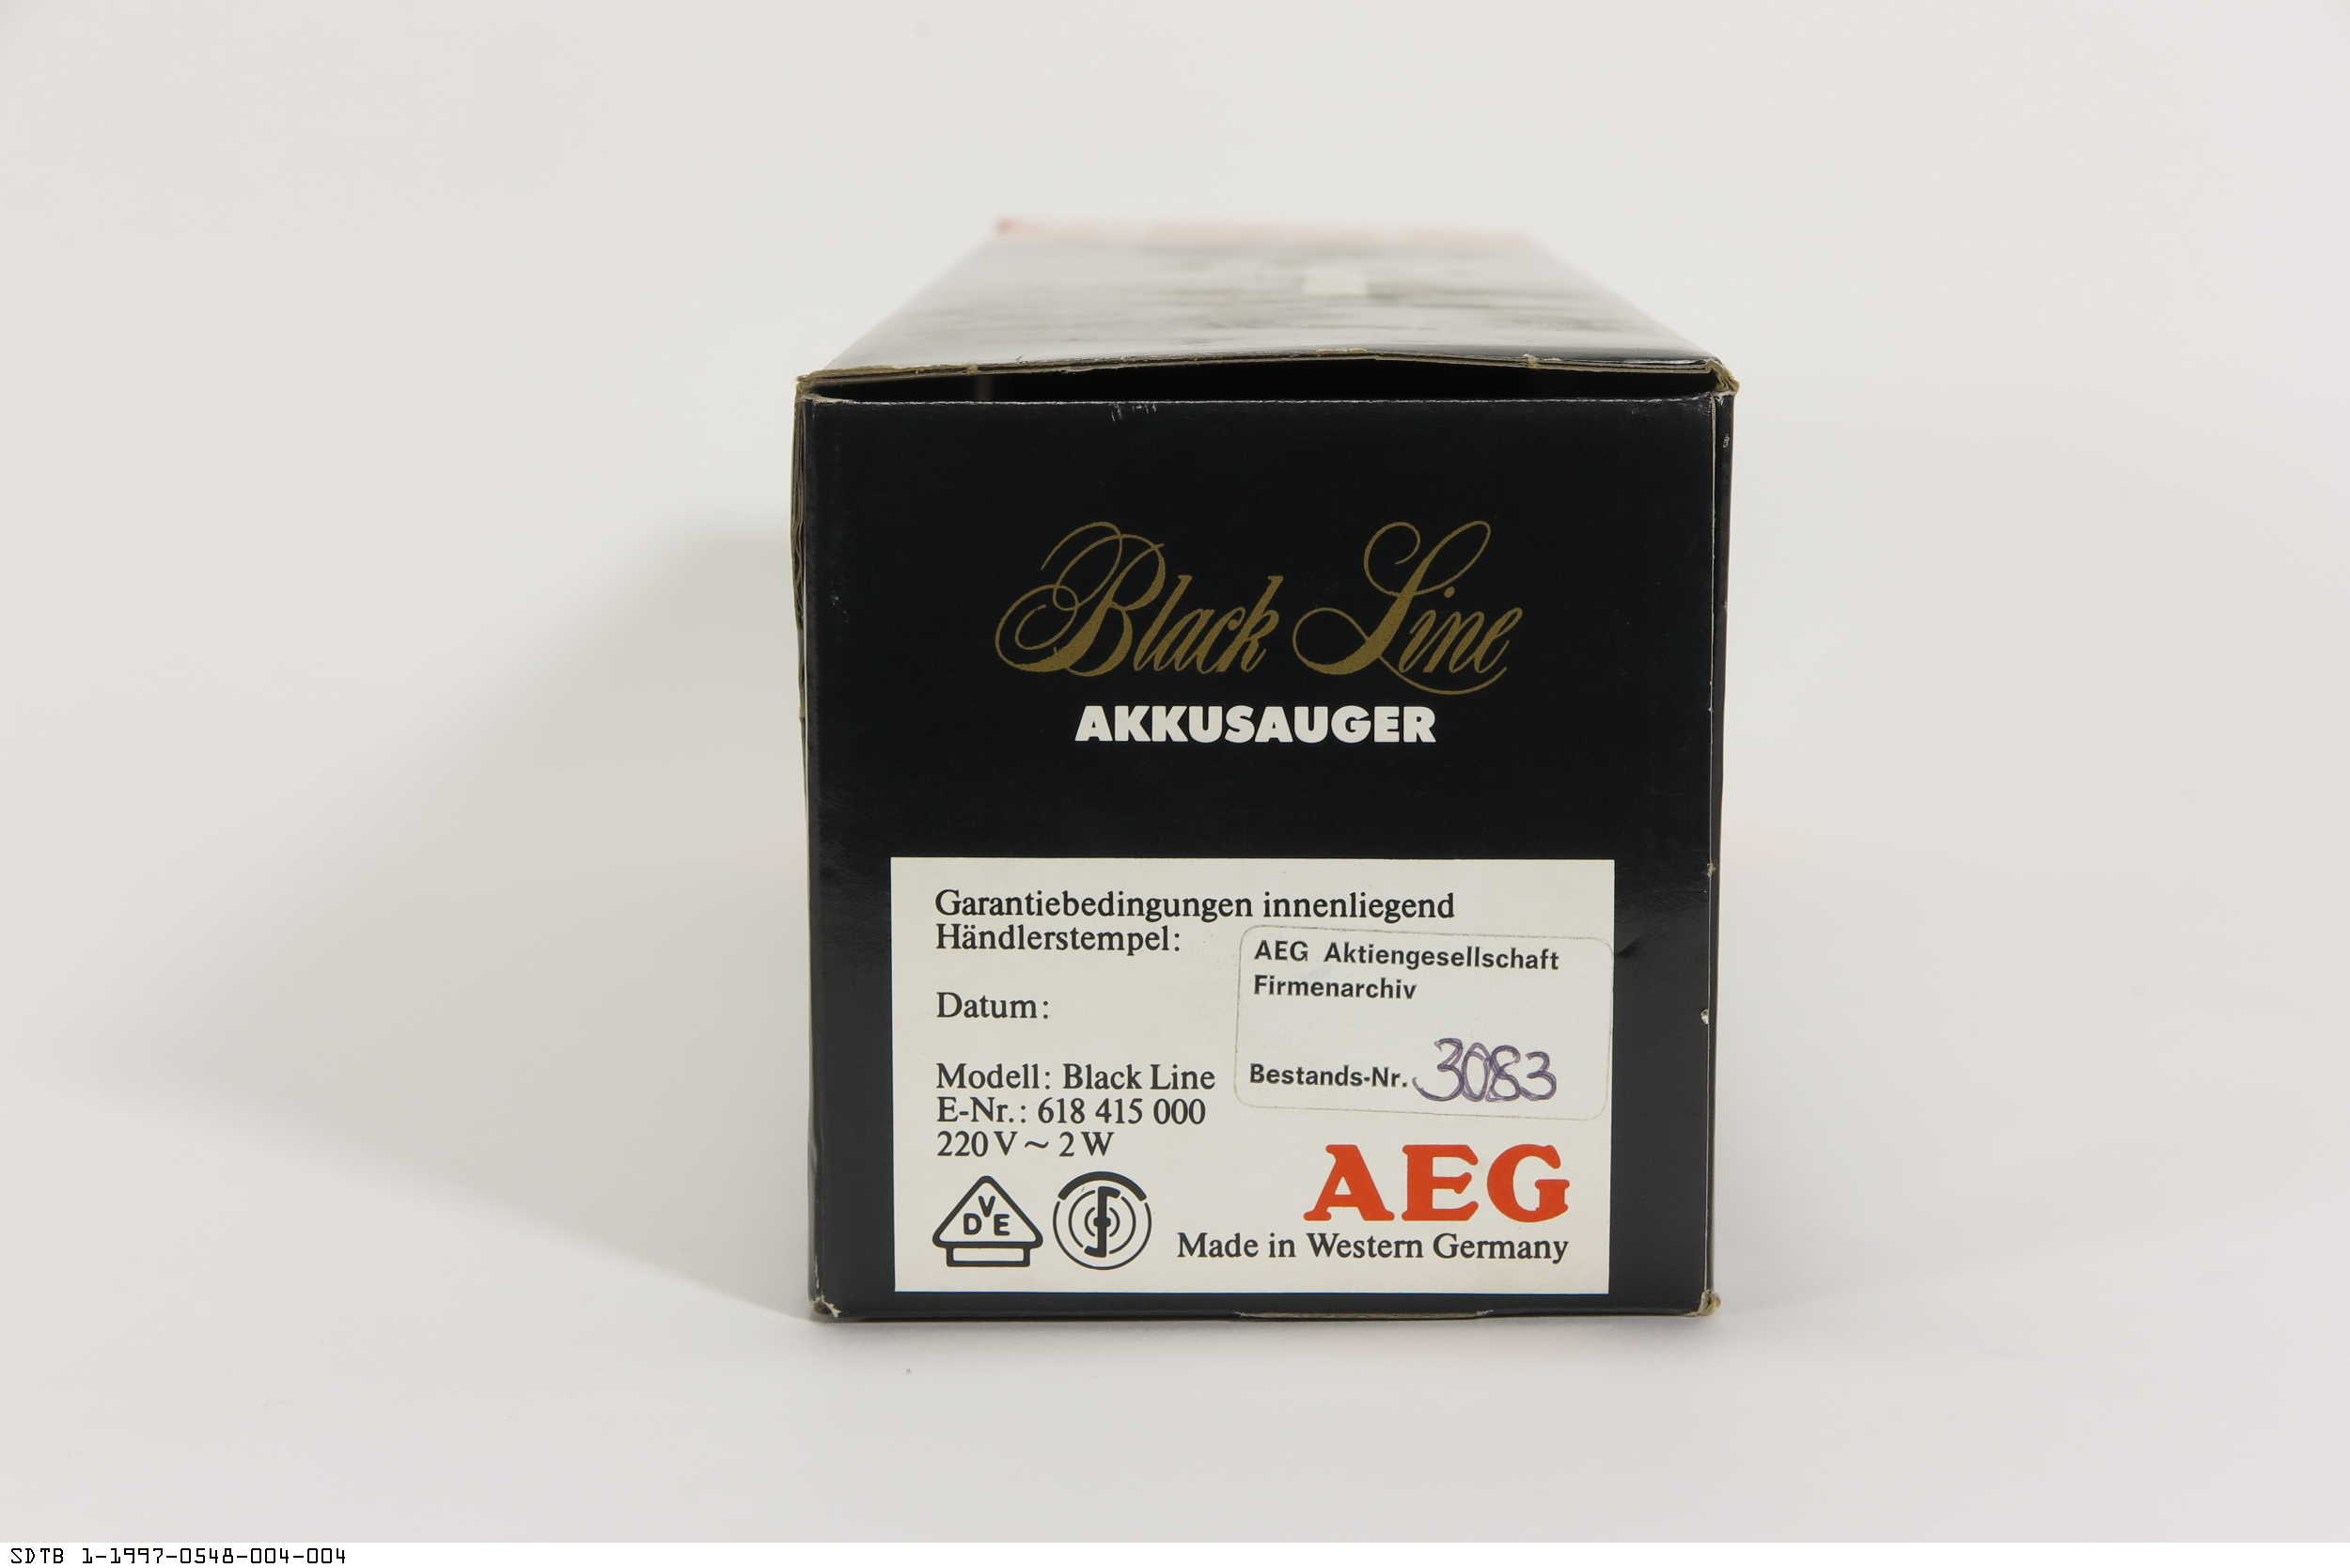 Black Line
AKKUSAUGER
Garantiebedingungen innenliegend
Händlerstempel:
Datum:
AEG Aktiengesellschaft
Firmenarchiv
Bestands-Nr. 3083
Modell: Black Line
E-Nr.: 618 415 000
220 V ~ 2 W
VDE
AEG
Made in Western Germany
SDTB 1-1997-0548-004-004